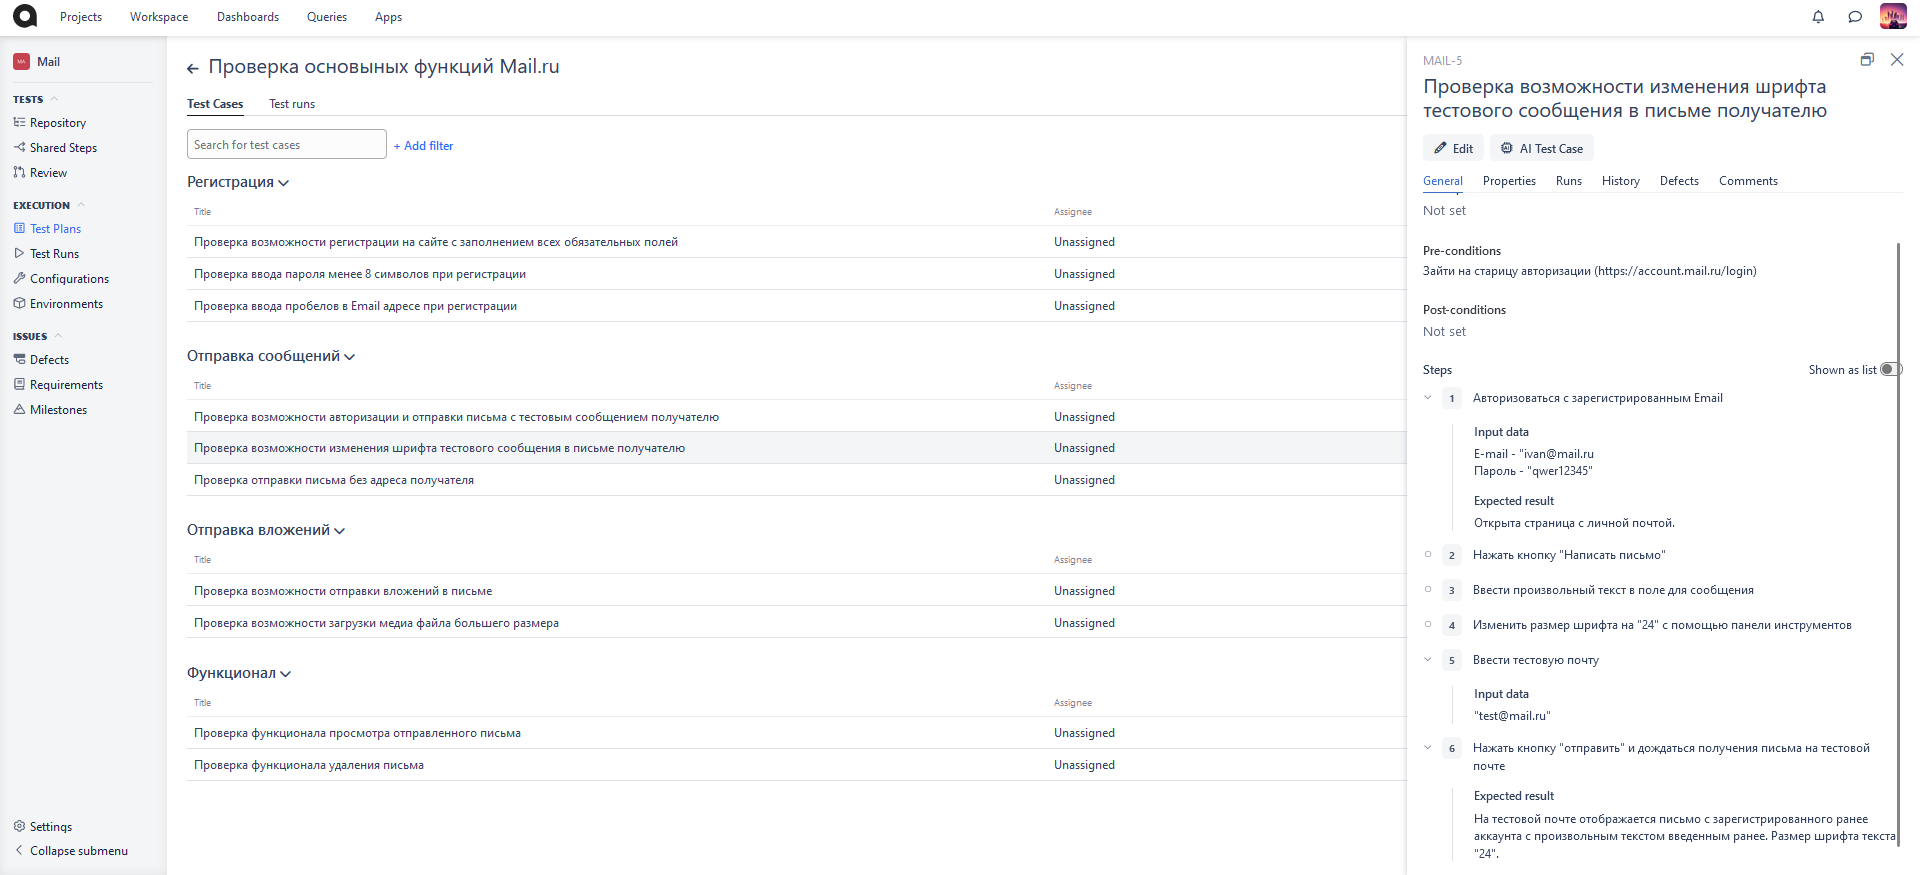 Projects
Workspace
Dashboards
Queries
Apps
MA
Mail
TESTS
Repository
Shared Steps
Review
EXECUTION
Test Plans
Test Runs
Configurations
Environments
ISSUES
Defects
Requirements
Milestones
Settings
Collapse submenu
Проверка основыных функций Mail.ru
Test Cases
Test runs
Search for test cases
+ Add filter
Регистрация
Title
Assignee
Проверка возможности регистрации на сайте с заполнением всех обязательных полей
Unassigned
Проверка ввода пароля менее 8 символов при регистрации
Unassigned
Проверка ввода пробелов в Email адресе при регистрации
Unassigned
Отправка сообщений
Title
Assignee
Проверка возможности авторизации и отправки письма с тестовым сообщением получателю
Unassigned
Проверка возможности изменения шрифта тестового сообщения в письме получателю
Unassigned
Проверка отправки письма без адреса получателя
Unassigned
Отправка вложений
Title
Assignee
Проверка возможности отправки вложений в письме
Unassigned
Проверка возможности загрузки медиа файла большего размера
Unassigned
Функционал
Title
Assignee
Проверка функционала просмотра отправленного письма
Unassigned
Проверка функционала удаления письма
Unassigned
MAIL-5
Проверка возможности изменения шрифта
тестового сообщения в письме получателю
Edit
AI Test Case
General
Properties
Runs
History
Defects
Comments
Not set
Pre-conditions
Зайти на старицу авторизации (https://account.mail.ru/login)
Post-conditions
Not set
Steps
Shown as list
1 Авторизоваться с зарегистрированным Email
Input data
E-mail - "ivan@mail.ru
Пароль - "qwer12345"
Expected result
Открыта страница с личной почтой.
2 Нажать кнопку "Написать письмо"
3 Ввести произвольный текст в поле для сообщения
4 Изменить размер шрифта на "24" с помощью панели инструментов
5 Ввести тестовую почту
Input data
"test@mail.ru"
6 Нажать кнопку "отправить" и дождаться получения письма на тестовой
почте
Expected result
На тестовой почте отображается письмо с зарегистрированного ранее
аккаунта с произвольным текстом введенным ранее. Размер шрифта текста
"24".